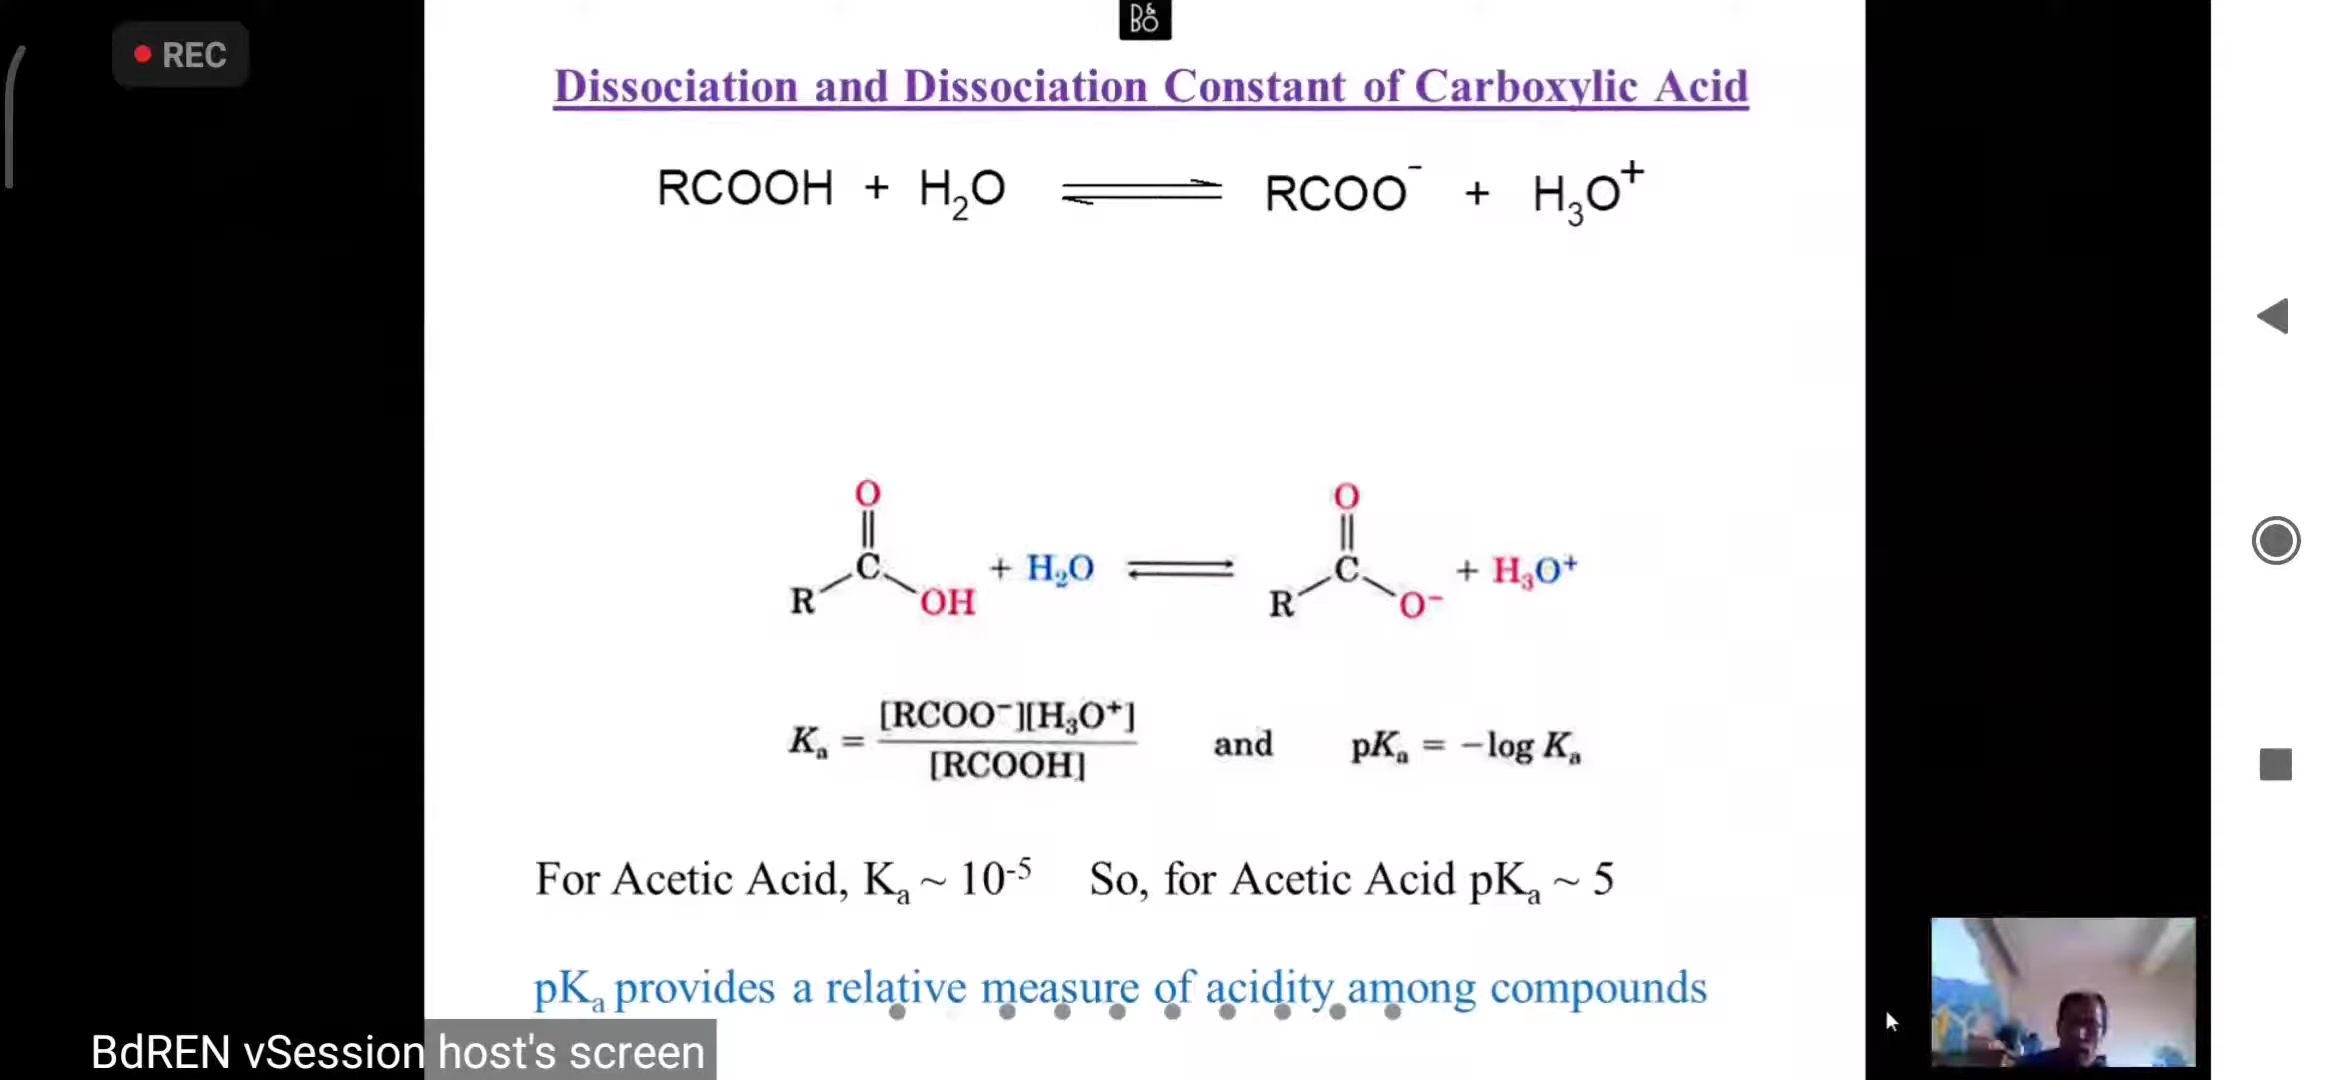 B&O
REC
Dissociation and Dissociation Constant of Carboxylic Acid
RCOOH + H₂O ⇌ RCOO⁻ + H₃O⁺
O O
R C OH + H₂O ⇌ R C O⁻ + H₃O⁺
Kₐ = [RCOO⁻][H₃O⁺] / [RCOOH] and pKₐ = −log Kₐ
For Acetic Acid, Kₐ ~ 10⁻⁵ So, for Acetic Acid pKₐ ~ 5
pKₐ provides a relative measure of acidity among compounds
BdREN vSession host's screen